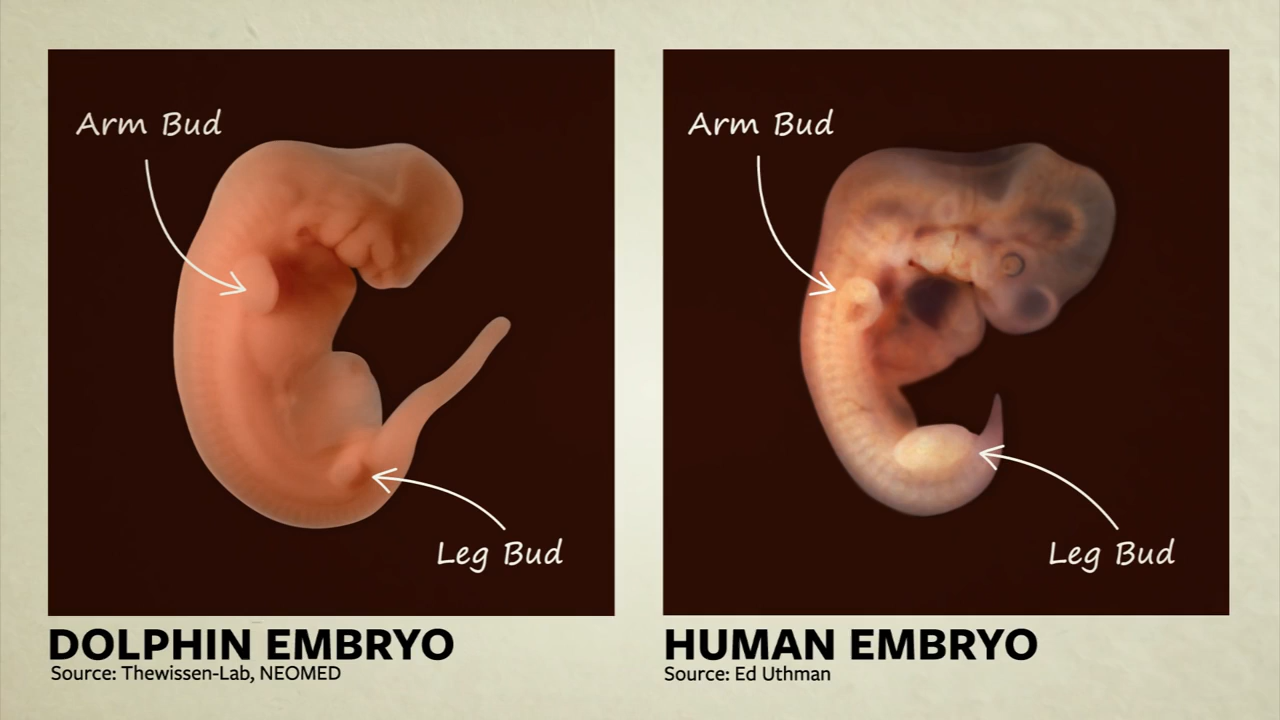 Arm Bud
Leg Bud
DOLPHIN EMBRYO
Source: Thewissen-Lab, NEOMED
Arm Bud
Leg Bud
HUMAN EMBRYO
Source: Ed Uthman